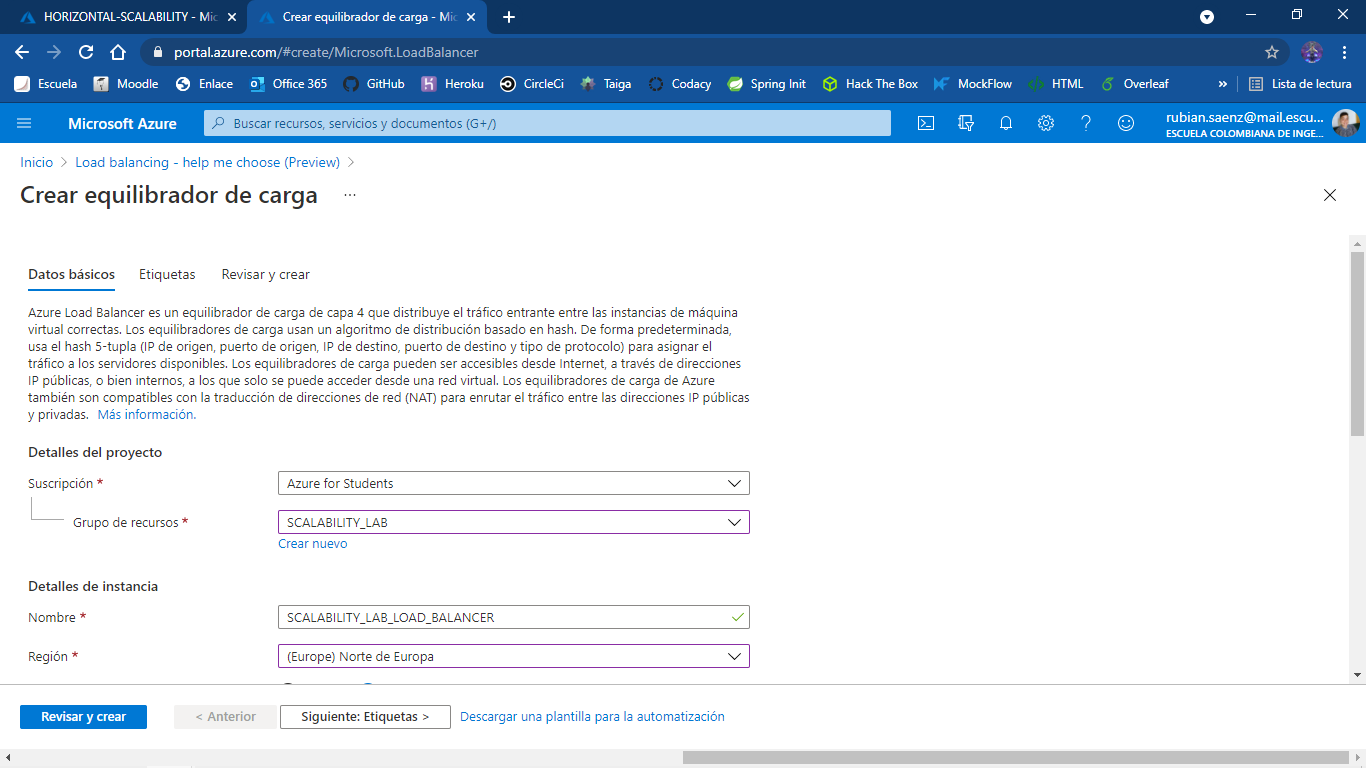 HORIZONTAL-SCALABILITY - Mic
Crear equilibrador de carga - Mic
portal.azure.com/#create/Microsoft.LoadBalancer
Escuela Moodle Enlace Office 365 GitHub Heroku CircleCi Taiga Codacy Spring Init Hack The Box MockFlow HTML Overleaf » Lista de lectura
Microsoft Azure
Buscar recursos, servicios y documentos (G+/)
rubian.saenz@mail.escu...
ESCUELA COLOMBIANA DE INGE...
Inicio > Load balancing - help me choose (Preview) >
Crear equilibrador de carga ...
Datos básicos Etiquetas Revisar y crear
Azure Load Balancer es un equilibrador de carga de capa 4 que distribuye el tráfico entrante entre las instancias de máquina
virtual correctas. Los equilibradores de carga usan un algoritmo de distribución basado en hash. De forma predeterminada,
usa el hash 5-tupla (IP de origen, puerto de origen, IP de destino, puerto de destino y tipo de protocolo) para asignar el
tráfico a los servidores disponibles. Los equilibradores de carga pueden ser accesibles desde Internet, a través de direcciones
IP públicas, o bien internos, a los que solo se puede acceder desde una red virtual. Los equilibradores de carga de Azure
también son compatibles con la traducción de direcciones de red (NAT) para enrutar el tráfico entre las direcciones IP públicas
y privadas. Más información.
Detalles del proyecto
Suscripción * Azure for Students
Grupo de recursos * SCALABILITY_LAB
Crear nuevo
Detalles de instancia
Nombre * SCALABILITY_LAB_LOAD_BALANCER
Región * (Europe) Norte de Europa
Revisar y crear < Anterior Siguiente: Etiquetas > Descargar una plantilla para la automatización